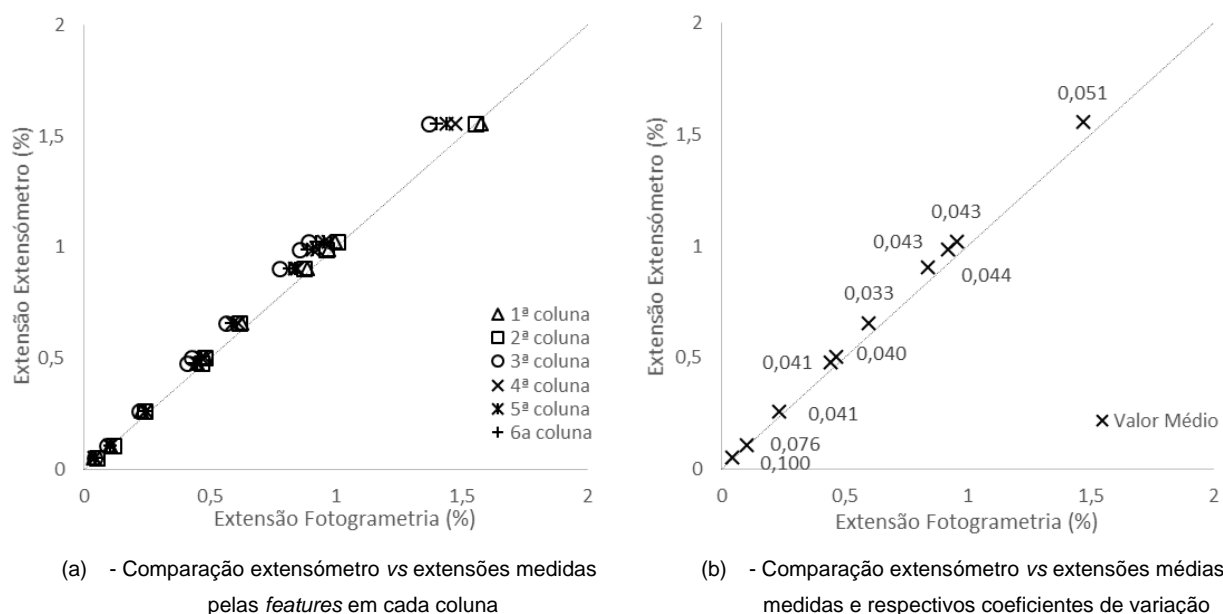 2
1,5
1
0,5
0
Extensão Extensómetro (%)
0
0,5
1
1,5
2
Extensão Fotogrametria (%)
1ª coluna
2ª coluna
3ª coluna
4ª coluna
5ª coluna
6a coluna
(a) - Comparação extensómetro vs extensões medidas
pelas features em cada coluna
2
1,5
1
0,5
0
Extensão Extensómetro (%)
0,051
0,043
0,043
0,044
0,033
0,041
0,040
0,041
0,076
0,100
Valor Médio
0
0,5
1
1,5
2
Extensão Fotogrametria (%)
(b) - Comparação extensómetro vs extensões médias
medidas e respectivos coeficientes de variação